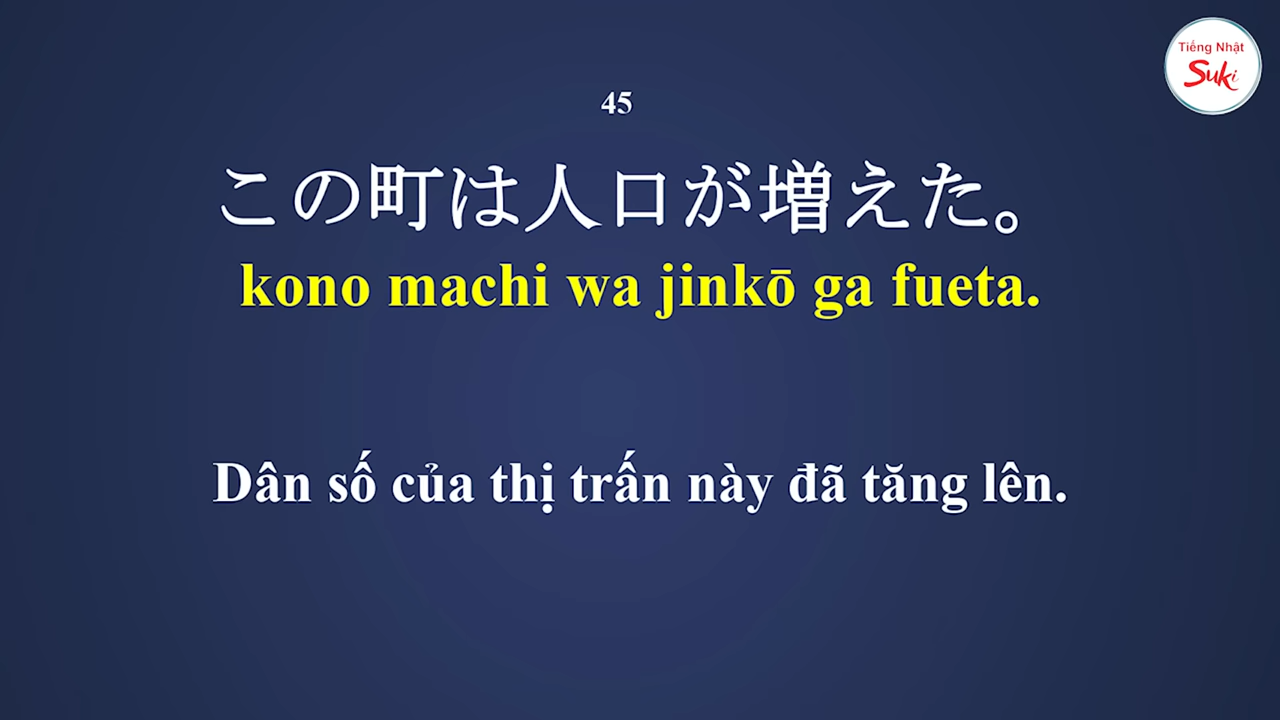 Tiếng Nhật
Suki
45
この町は人口が増えた。
kono machi wa jinkō ga fueta.
Dân số của thị trấn này đã tăng lên.